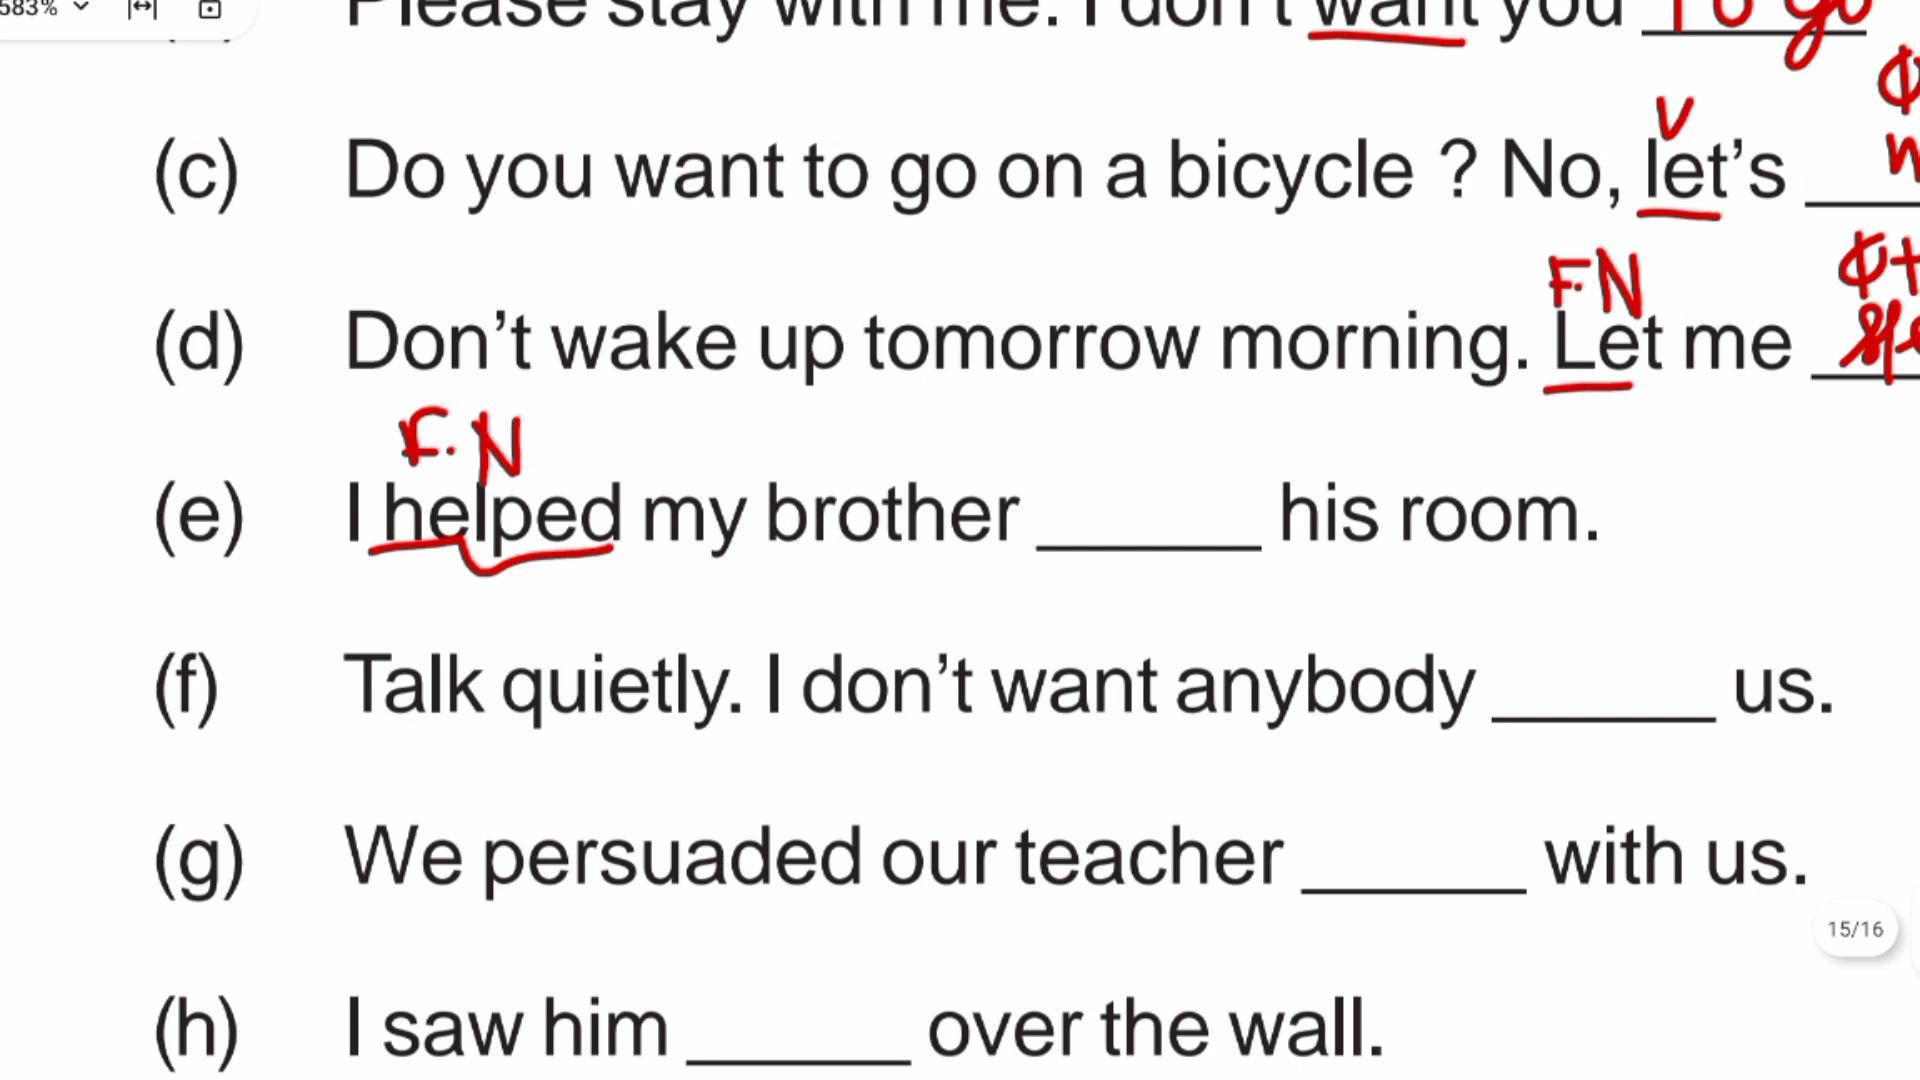 583%
Please stay with me. I don't want you To go
V
(c) Do you want to go on a bicycle ? No, let's ______
F.N
(d) Don't wake up tomorrow morning. Let me ______
F.N
(e) I helped my brother ______ his room.
(f) Talk quietly. I don't want anybody ______ us.
(g) We persuaded our teacher ______ with us.
15/16
(h) I saw him ______ over the wall.